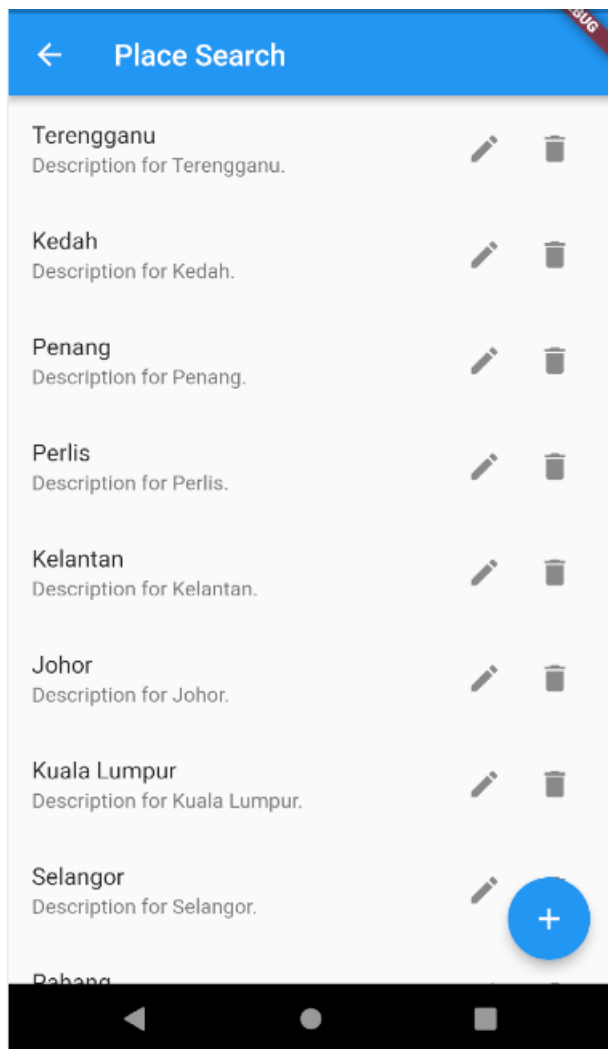 Place Search
Terengganu
Description for Terengganu.
Kedah
Description for Kedah.
Penang
Description for Penang.
Perlis
Description for Perlis.
Kelantan
Description for Kelantan.
Johor
Description for Johor.
Kuala Lumpur
Description for Kuala Lumpur.
Selangor
Description for Selangor.
Pahang